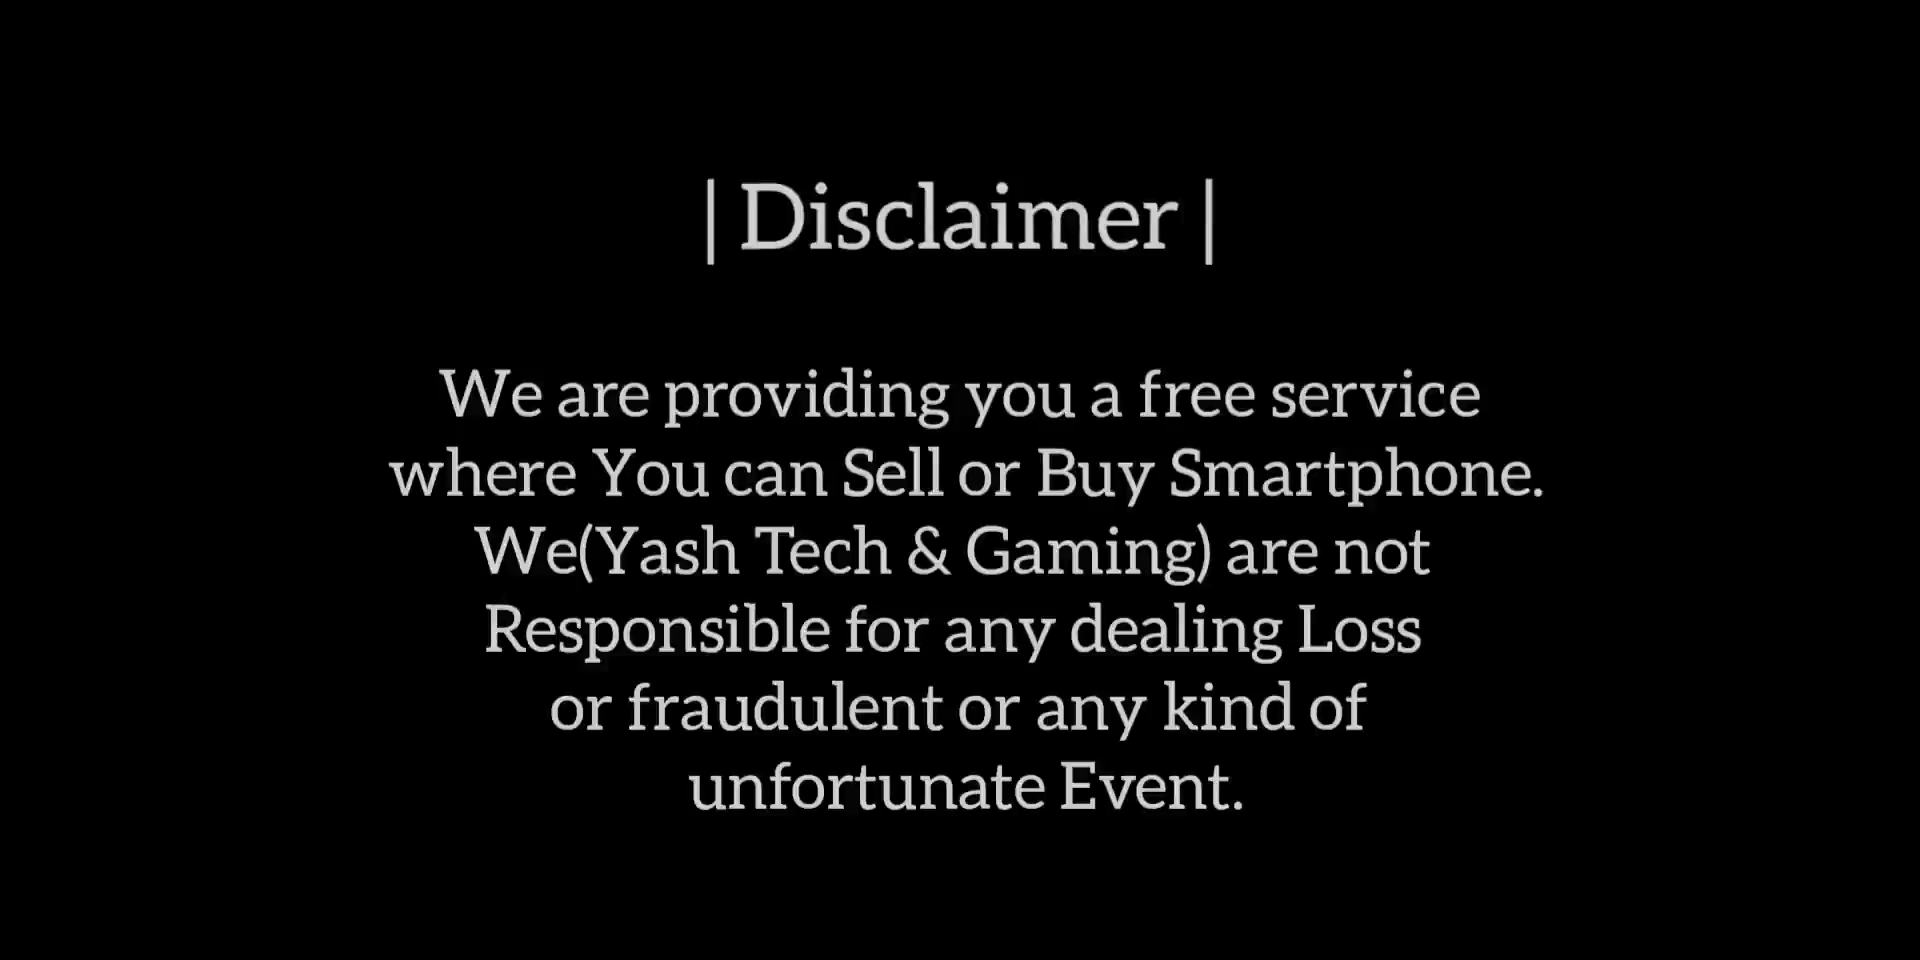 | Disclaimer |
We are providing you a free service
where You can Sell or Buy Smartphone.
We(Yash Tech & Gaming) are not
Responsible for any dealing Loss
or fraudulent or any kind of
unfortunate Event.